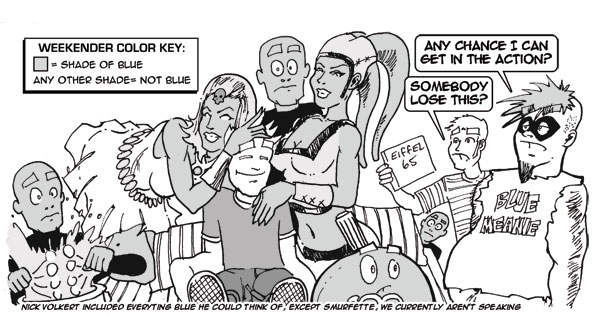 WEEKENDER COLOR KEY:
= SHADE OF BLUE
ANY OTHER SHADE= NOT BLUE
ANY CHANCE I CAN
GET IN THE ACTION?
SOMEBODY
LOSE THIS?
EIFFEL
65
BLUE
MEANIE
NICK VOLKERT INCLUDED EVERYTING BLUE HE COULD THINK OF, EXCEPT SMURFETTE, WE CURRENTLY AREN'T SPEAKING